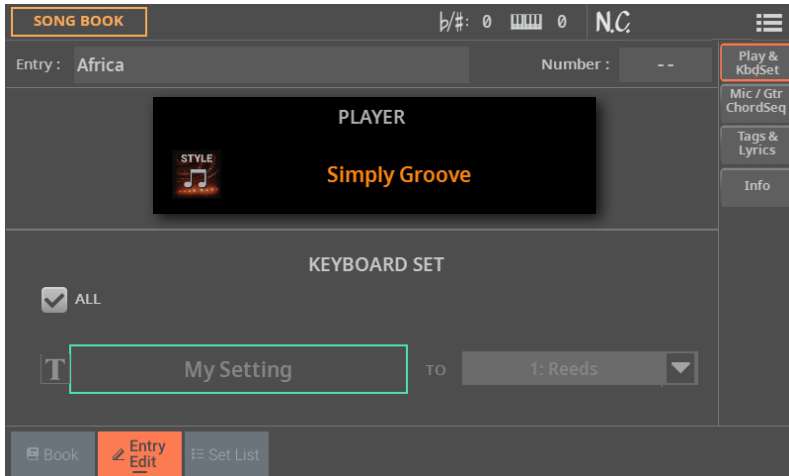 SONG BOOK
♭/♯: 0 0 N.C.
Entry : Africa Number : --
Play &
KbdSet
Mic / Gtr
ChordSeq
Tags &
Lyrics
Info
PLAYER
STYLE
Simply Groove
KEYBOARD SET
ALL
T My Setting TO 1: Reeds
Book
Entry
Edit
Set List